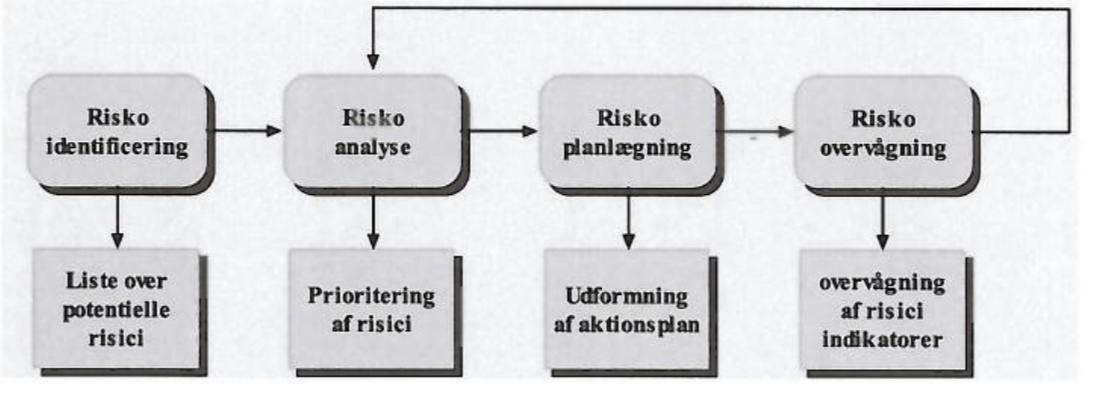 Risko
identificering
Risko
analyse
Risko
planlægning
Risko
overvågning
Liste over
potentielle
risici
Prioritering
af risici
Udformning
af aktionsplan
overvågning
af risici
indikatorer